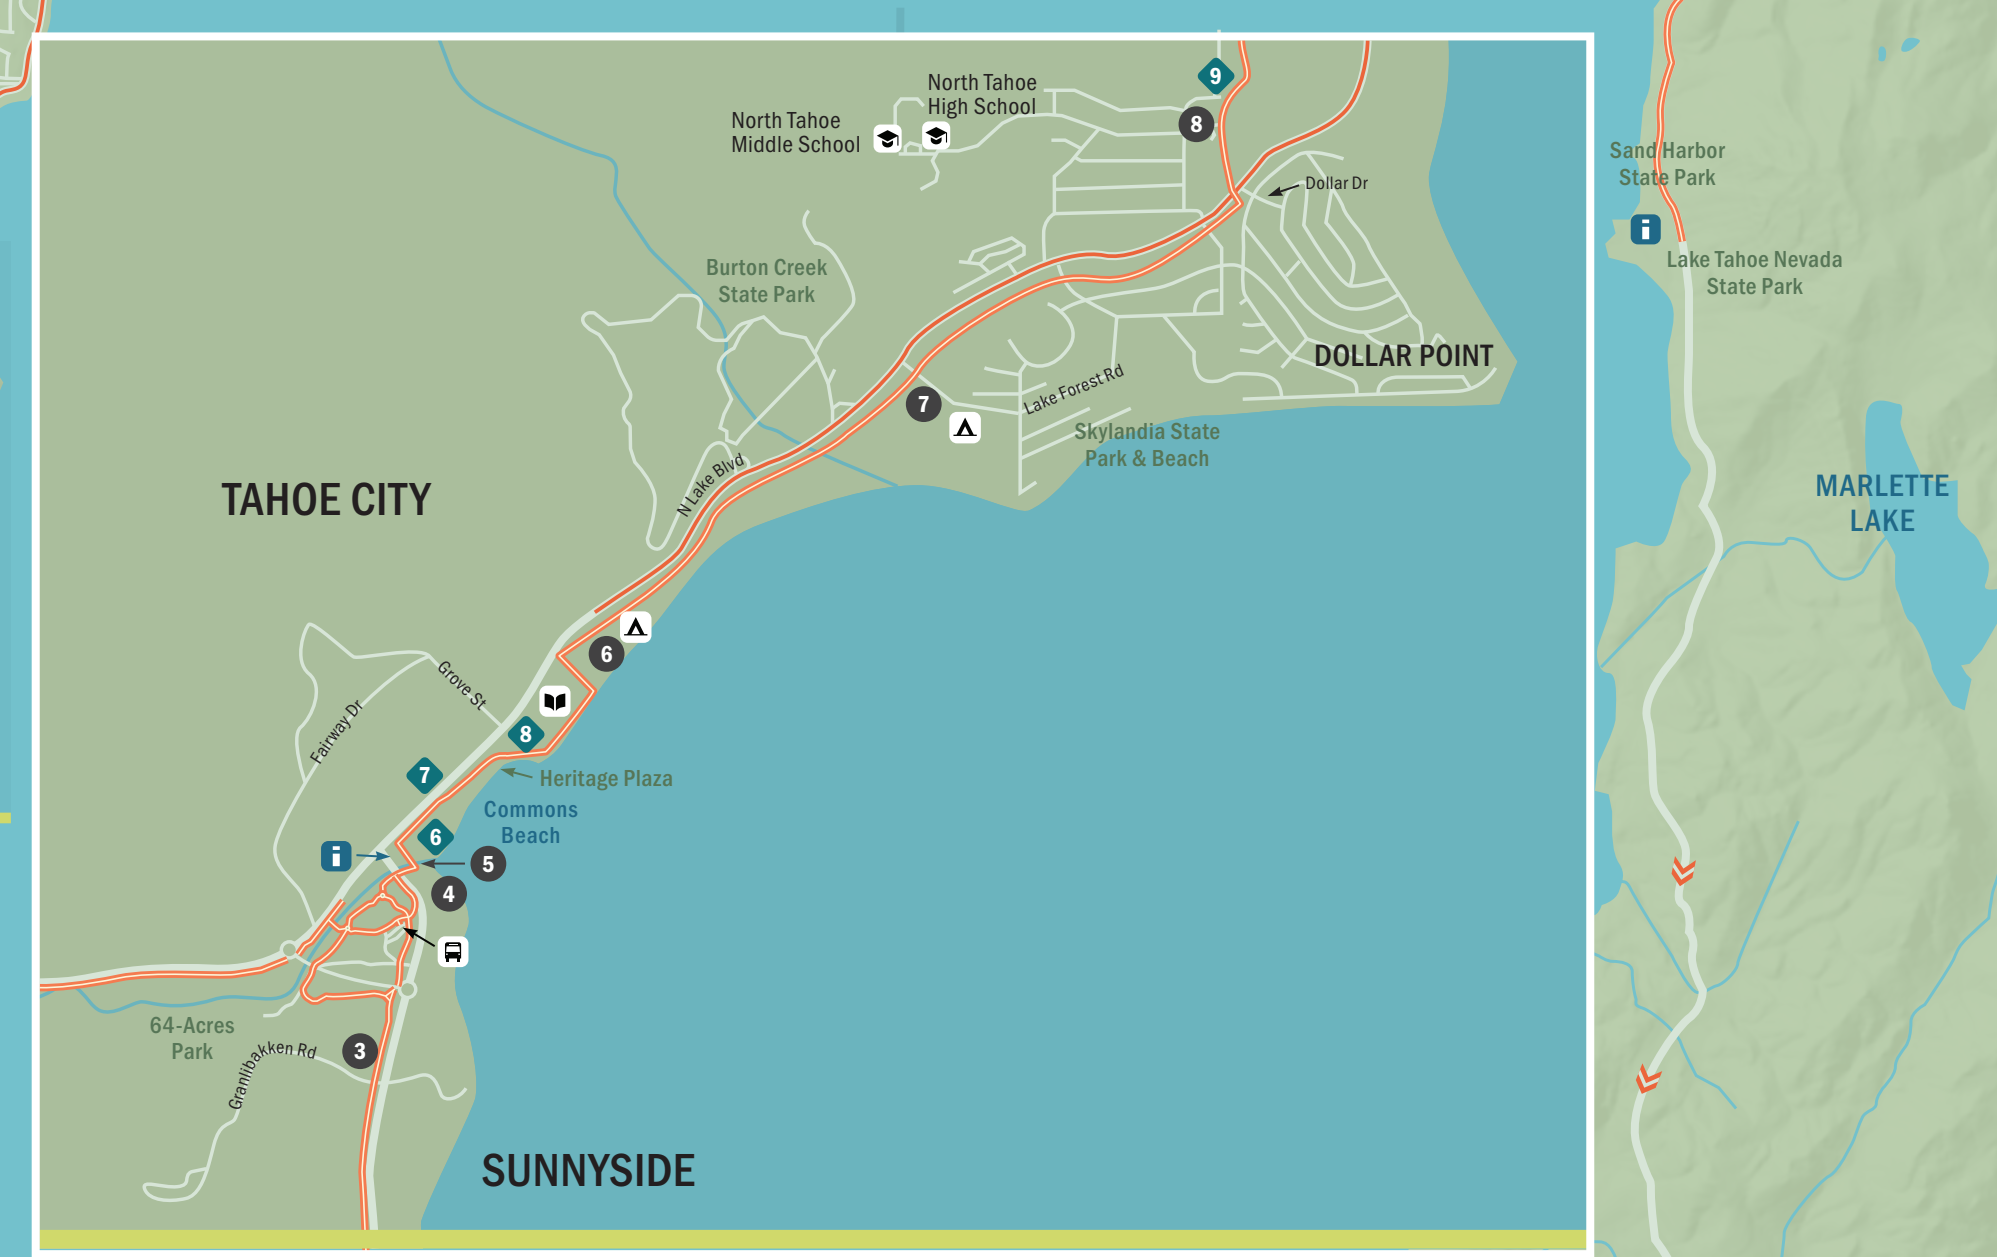 9
North Tahoe
High School
North Tahoe
Middle School
8
Dollar Dr
Sand Harbor
State Park
Lake Tahoe Nevada
State Park
Burton Creek
State Park
DOLLAR POINT
7
Lake Forest Rd
Skylandia State
Park & Beach
N Lake Blvd
TAHOE CITY
MARLETTE
LAKE
6
Grove St
Fairway Dr
8
7
Heritage Plaza
Commons
Beach
6
5
4
64-Acres
Park
Granlibakken Rd
3
SUNNYSIDE